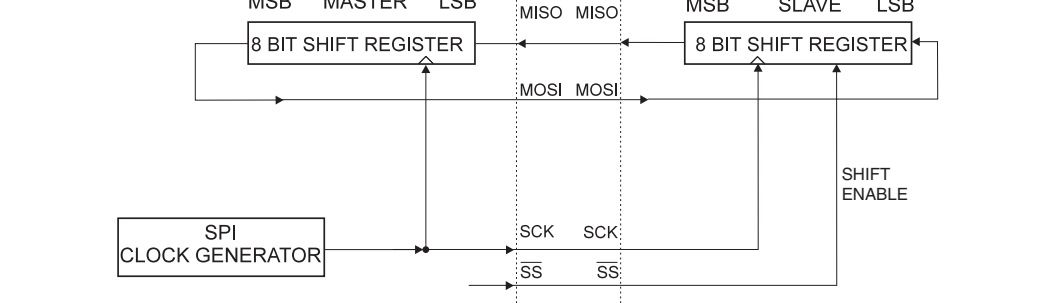 MSB MASTER LSB
MISO MISO
MSB SLAVE LSB
8 BIT SHIFT REGISTER
8 BIT SHIFT REGISTER
MOSI MOSI
SHIFT
ENABLE
SPI
CLOCK GENERATOR
SCK SCK
SS SS